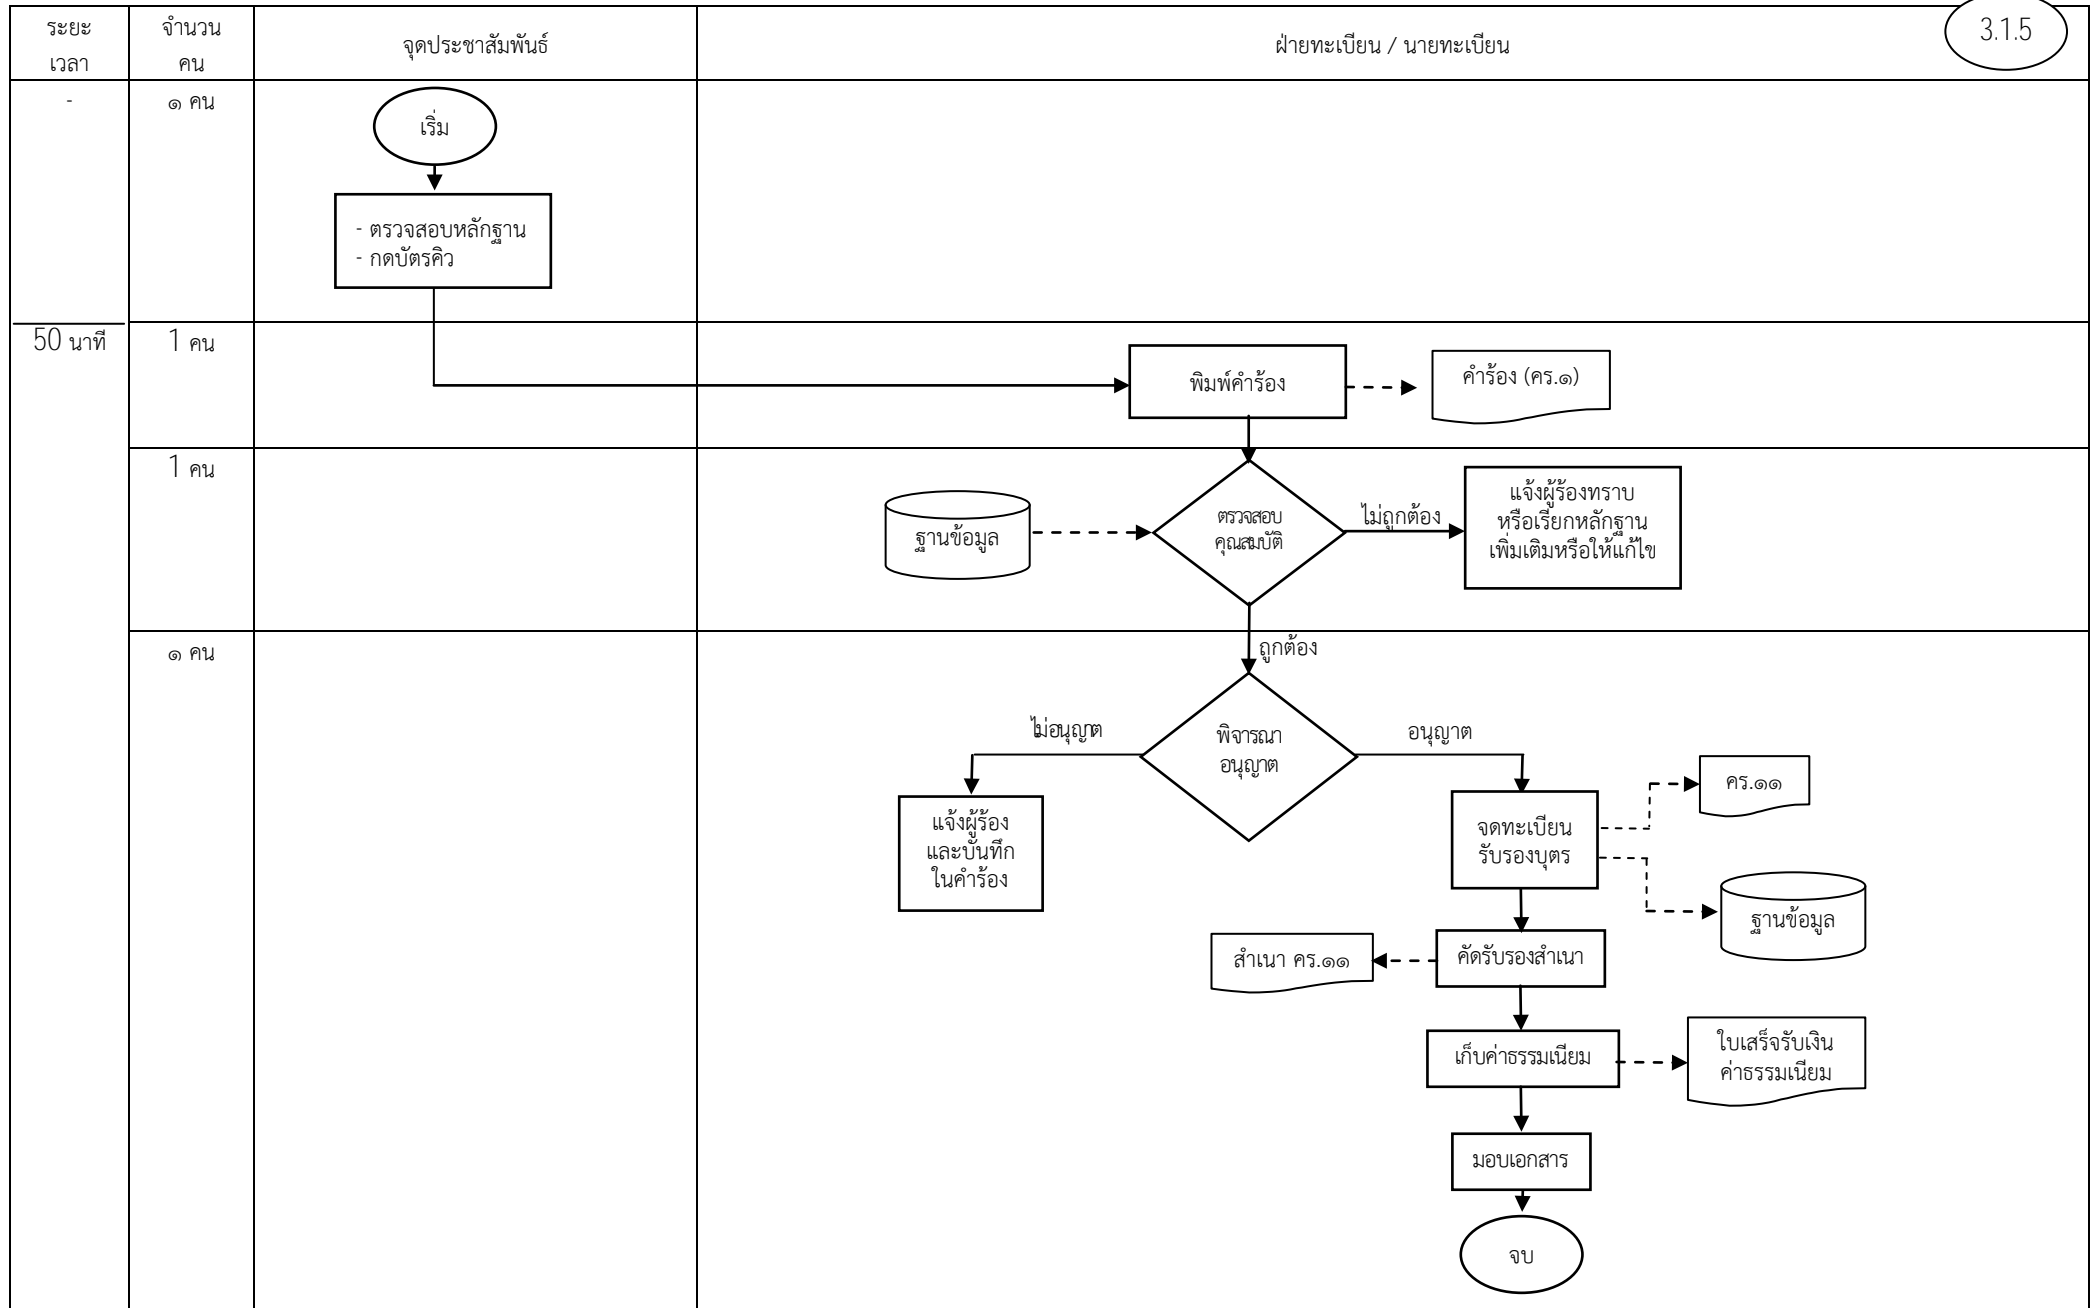 3.1.5
ระยะ
เวลา
จำนวน
คน
จุดประชาสัมพันธ์
ฝ่ายทะเบียน / นายทะเบียน
-
๑ คน
เริ่ม
- ตรวจสอบหลักฐาน
- กดบัตรคิว
50 นาที
1 คน
พิมพ์คำร้อง
คำร้อง (คร.๑)
1 คน
ฐานข้อมูล
ตรวจสอบ
คุณสมบัติ
ไม่ถูกต้อง
แจ้งผู้ร้องทราบ
หรือเรียกหลักฐาน
เพิ่มเติมหรือให้แก้ไข
๑ คน
ถูกต้อง
ไม่อนุญาต
พิจารณา
อนุญาต
อนุญาต
แจ้งผู้ร้อง
และบันทึก
ในคำร้อง
จดทะเบียน
รับรองบุตร
คร.๑๑
ฐานข้อมูล
สำเนา คร.๑๑
คัดรับรองสำเนา
เก็บค่าธรรมเนียม
ใบเสร็จรับเงิน
ค่าธรรมเนียม
มอบเอกสาร
จบ